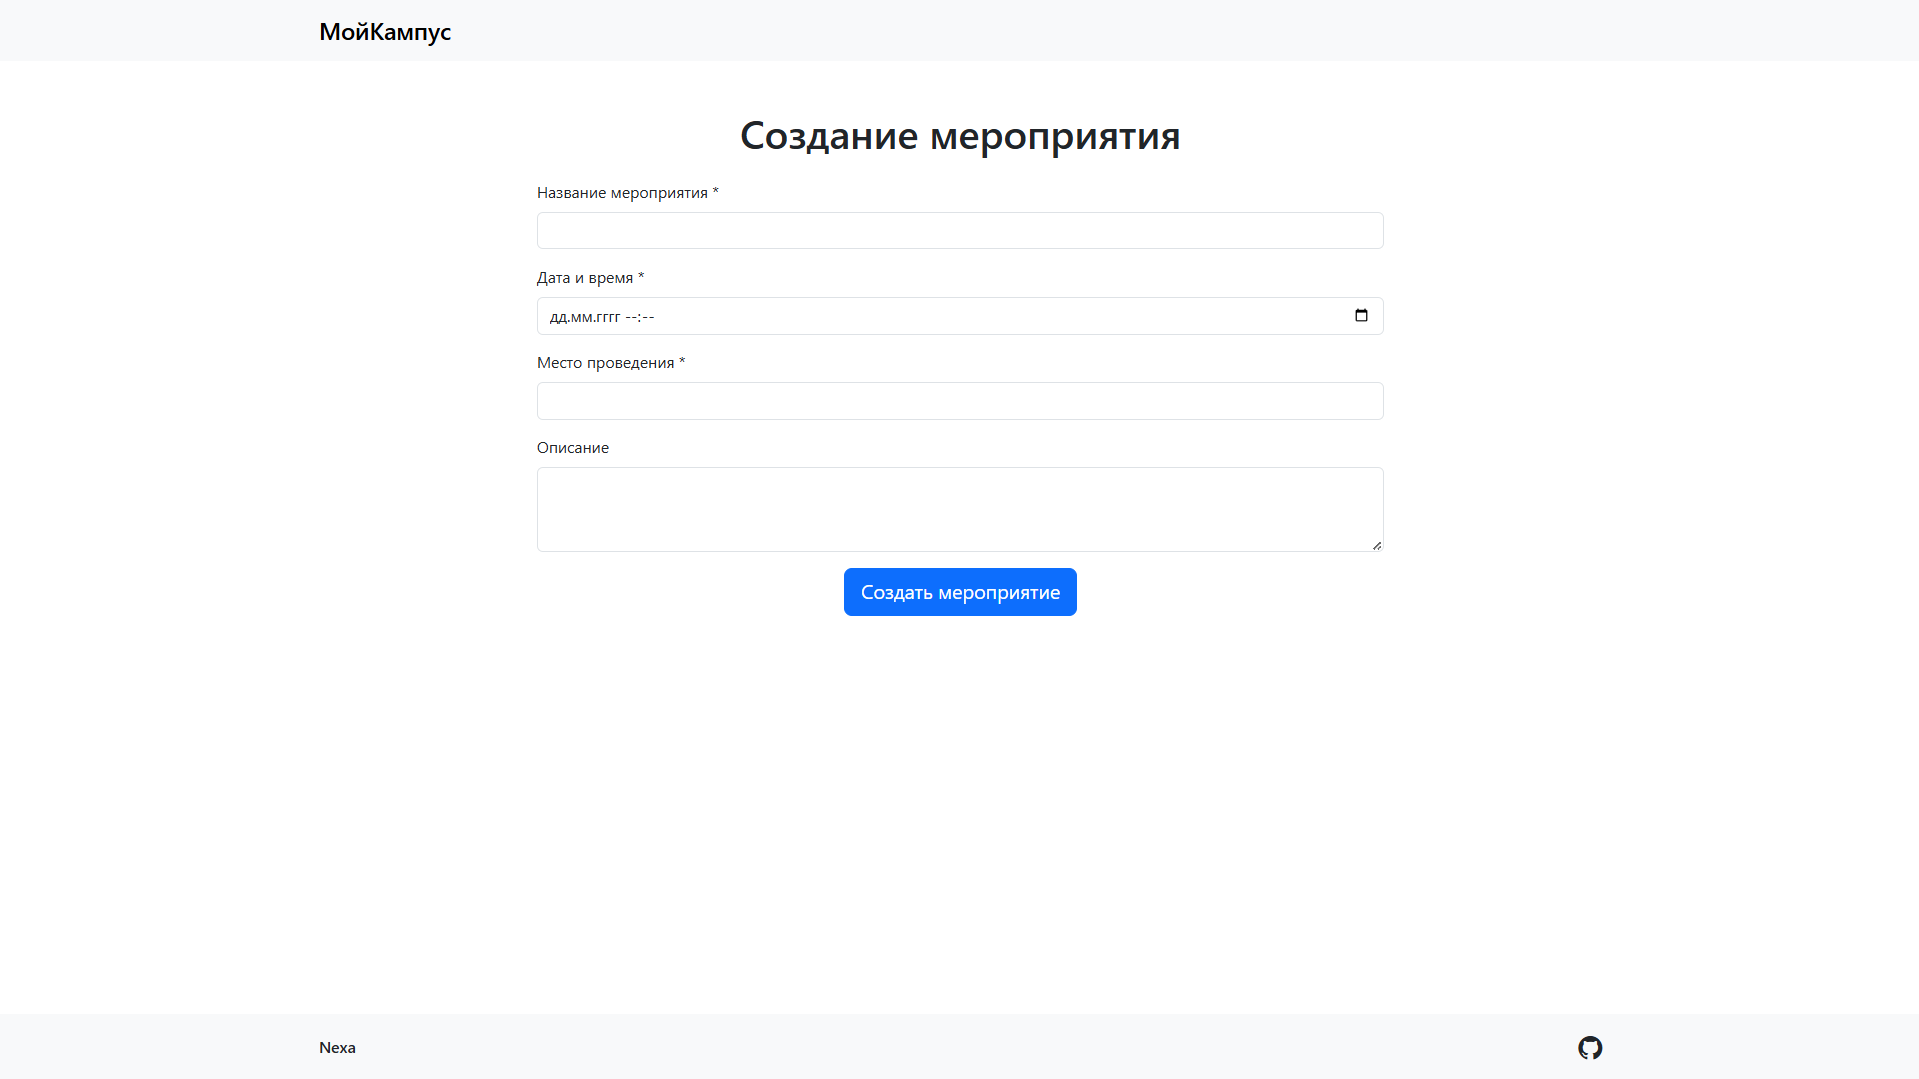 МойКампус
Создание мероприятия
Название мероприятия *
Дата и время *
дд.мм.гггг --:--
Место проведения *
Описание
Создать мероприятие
Nexa